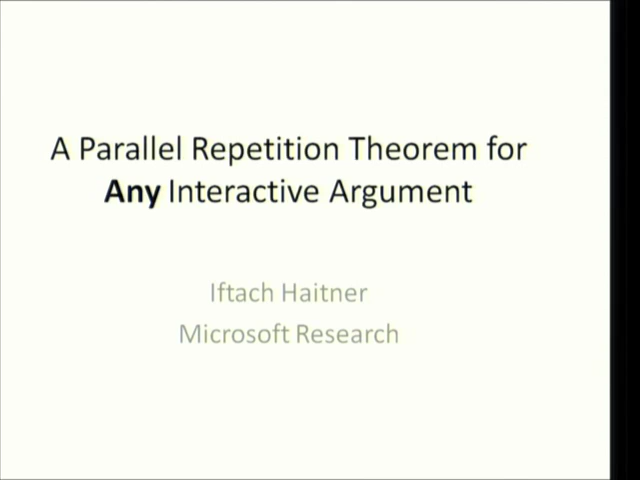 A Parallel Repetition Theorem for
Any Interactive Argument
Iftach Haitner
Microsoft Research